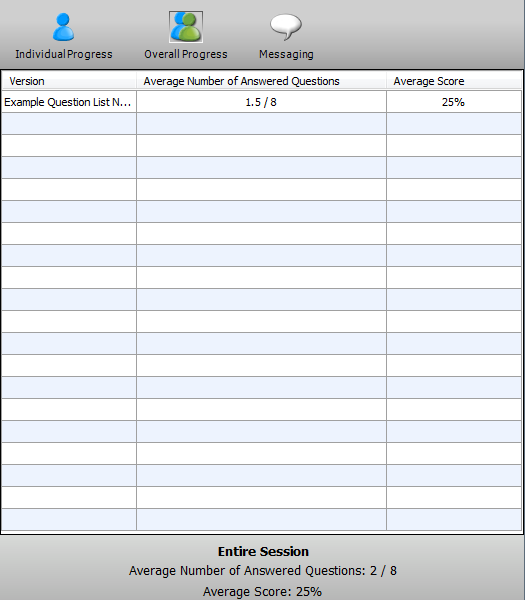 Individual Progress Overall Progress Messaging
Version Average Number of Answered Questions Average Score
Example Question List N... 1.5 / 8 25%
Entire Session
Average Number of Answered Questions: 2 / 8
Average Score: 25%